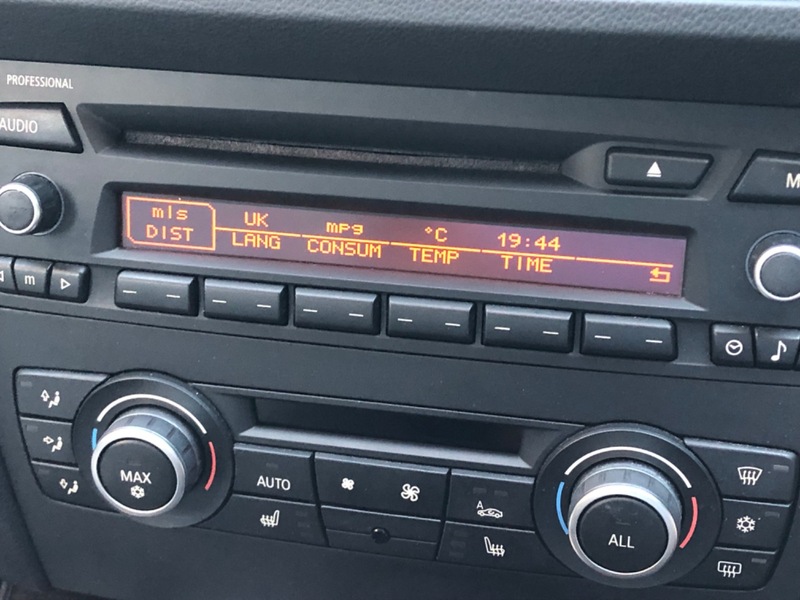 PROFESSIONAL
AUDIO
M
mls UK mpg °C 19:44
DIST LANG CONSUM TEMP TIME
m
MAX
AUTO
A
ALL